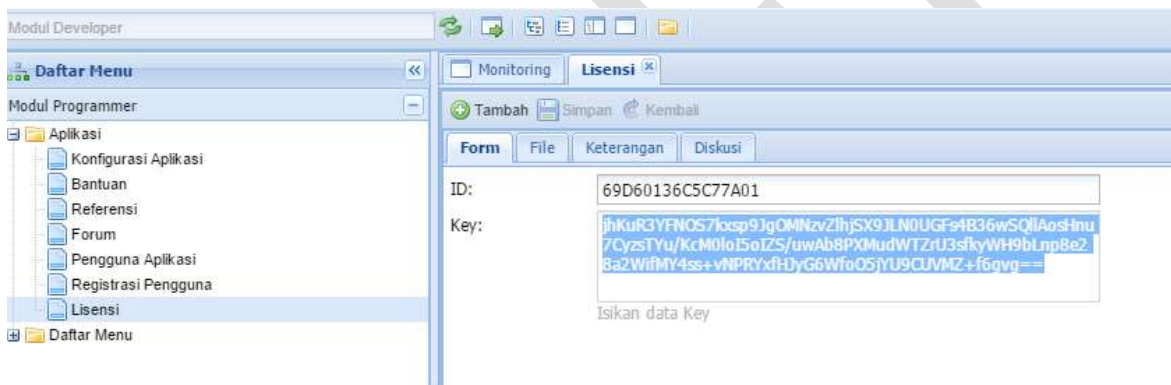 Modul Developer
Daftar Menu
Modul Programmer
Aplikasi
Konfigurasi Aplikasi
Bantuan
Referensi
Forum
Pengguna Aplikasi
Registrasi Pengguna
Lisensi
Daftar Menu
Monitoring Lisensi
Tambah Simpan Kembali
Form File Keterangan Diskusi
ID: 69D60136C5C77A01
Key:
Isikan data Key